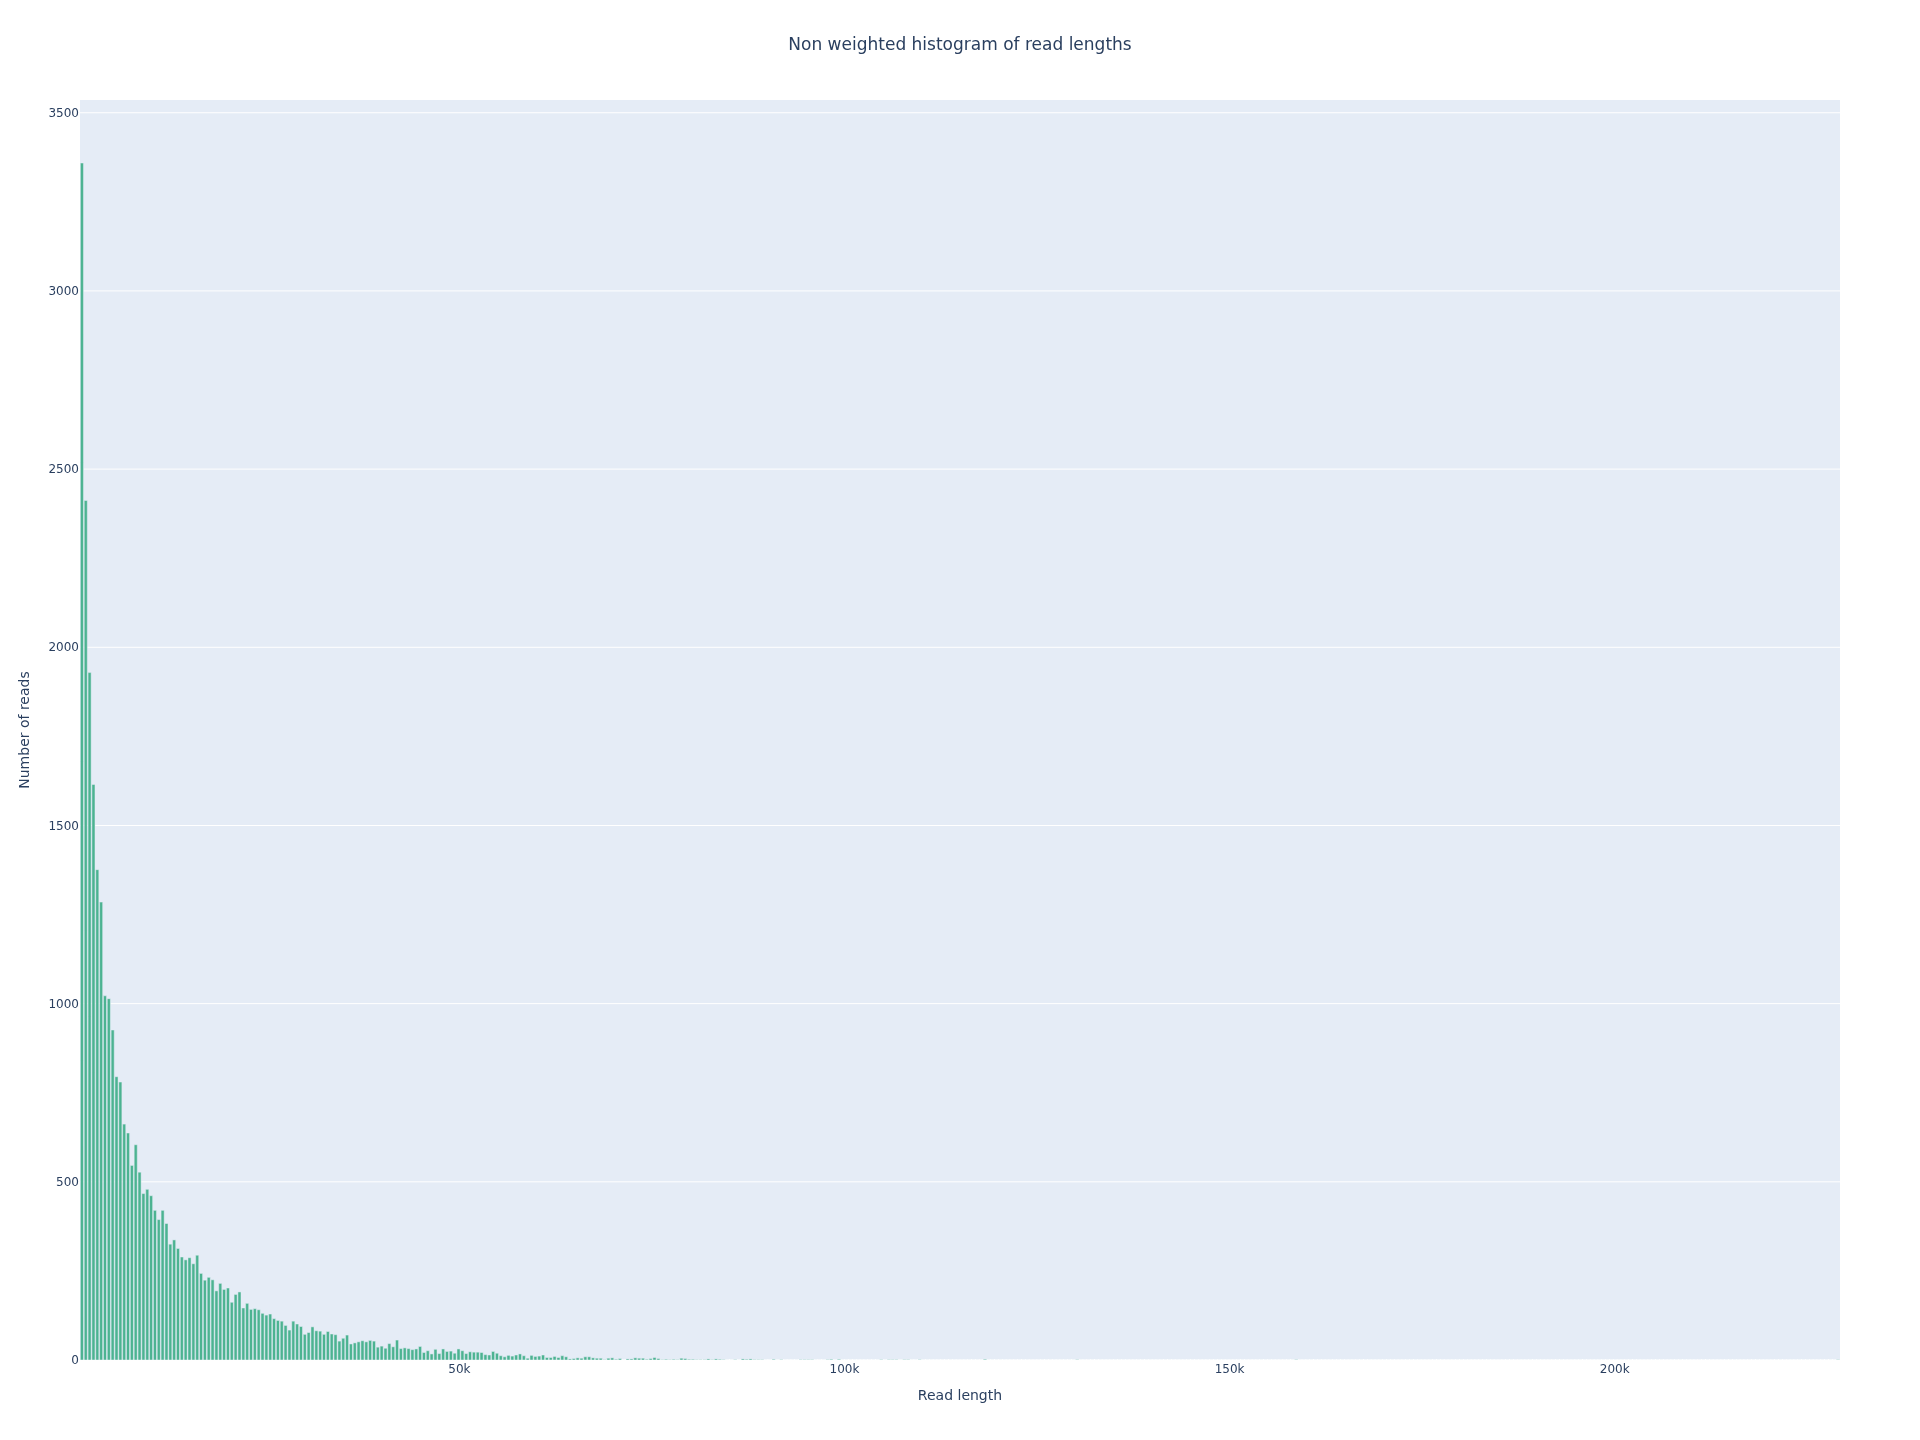 Non weighted histogram of read lengths
3500
3000
2500
2000
1500
1000
500
0
Number of reads
50k
100k
150k
200k
Read length